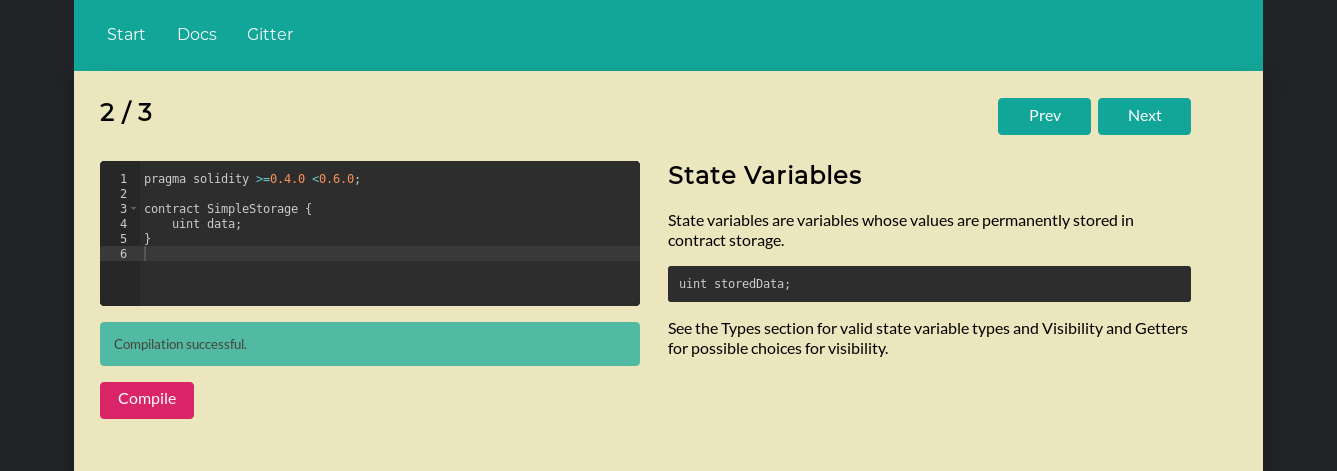 Start Docs Gitter
2 / 3
Prev Next
1 pragma solidity >=0.4.0 <0.6.0;
2
3 contract SimpleStorage {
4     uint data;
5 }
6
Compilation successful.
Compile
State Variables
State variables are variables whose values are permanently stored in
contract storage.
uint storedData;
See the Types section for valid state variable types and Visibility and Getters
for possible choices for visibility.